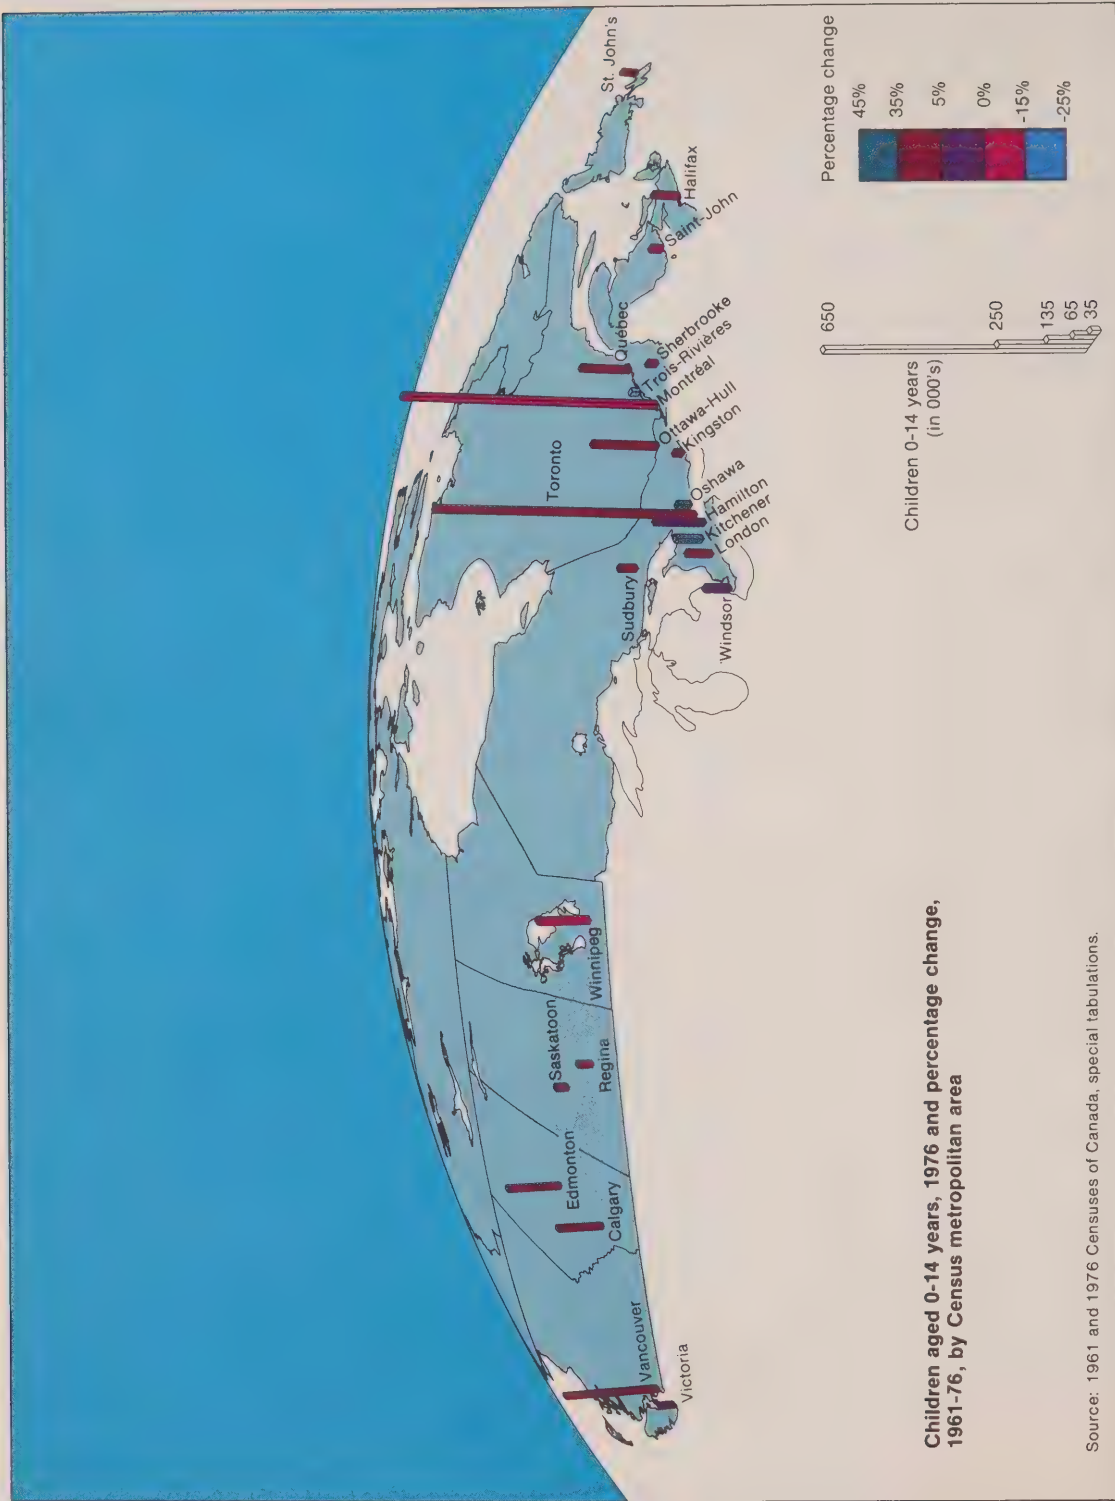 St. John's
Halifax
Saint-John
Québec
Sherbrooke
Trois-Rivières
Montréal
Ottawa-Hull
Kingston
Toronto
Oshawa
Hamilton
Kitchener
London
Sudbury
Windsor
Winnipeg
Saskatoon
Regina
Edmonton
Calgary
Vancouver
Victoria
Percentage change
45%
35%
5%
0%
-15%
-25%
Children 0-14 years
(in 000's)
650
250
135
65
35
Children aged 0-14 years, 1976 and percentage change,
1961-76, by Census metropolitan area
Source: 1961 and 1976 Censuses of Canada, special tabulations.